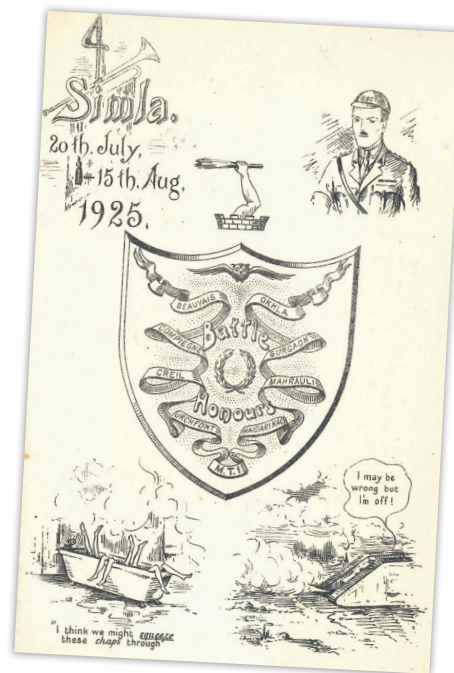 Simla.
20th. July,
- 15th. Aug,
1925.
BEAUVAIS
OKHLA
COMPIEGNE
Battle
GURGAON
CREIL
MAHRAULI
Honours
URCHFONT
M.T.1
I may be
wrong but
I'm off!
"I think we might squeeze
these chaps through"